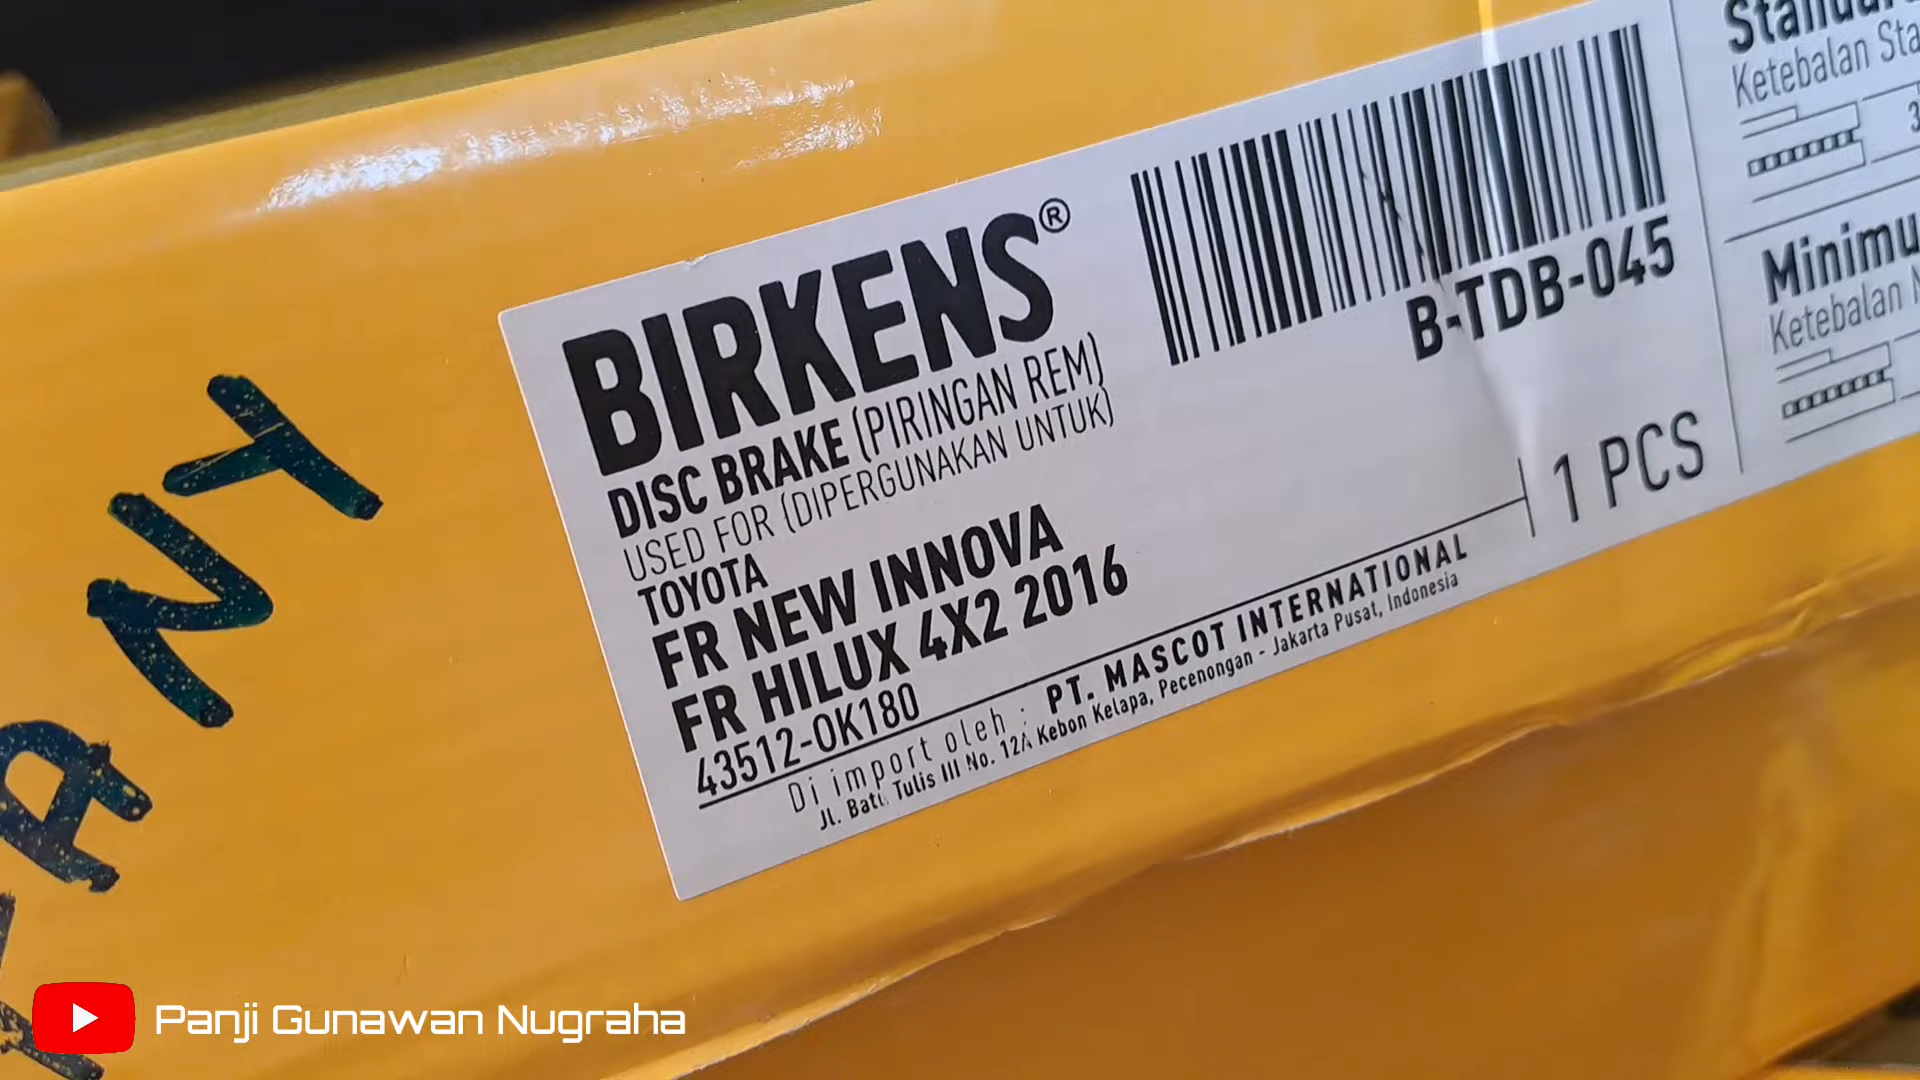 BIRKENS®
DISC BRAKE (PIRINGAN REM)
USED FOR (DIPERGUNAKAN UNTUK)
TOYOTA
FR NEW INNOVA
FR HILUX 4X2 2016
43512-0K180
Di import oleh : PT. MASCOT INTERNATIONAL
Jl. Batu Tulis III No. 12A Kebon Kelapa, Pecenongan - Jakarta Pusat, Indonesia
B-TDB-045
1 PCS
Ketebalan
ANY
Panji Gunawan Nugraha